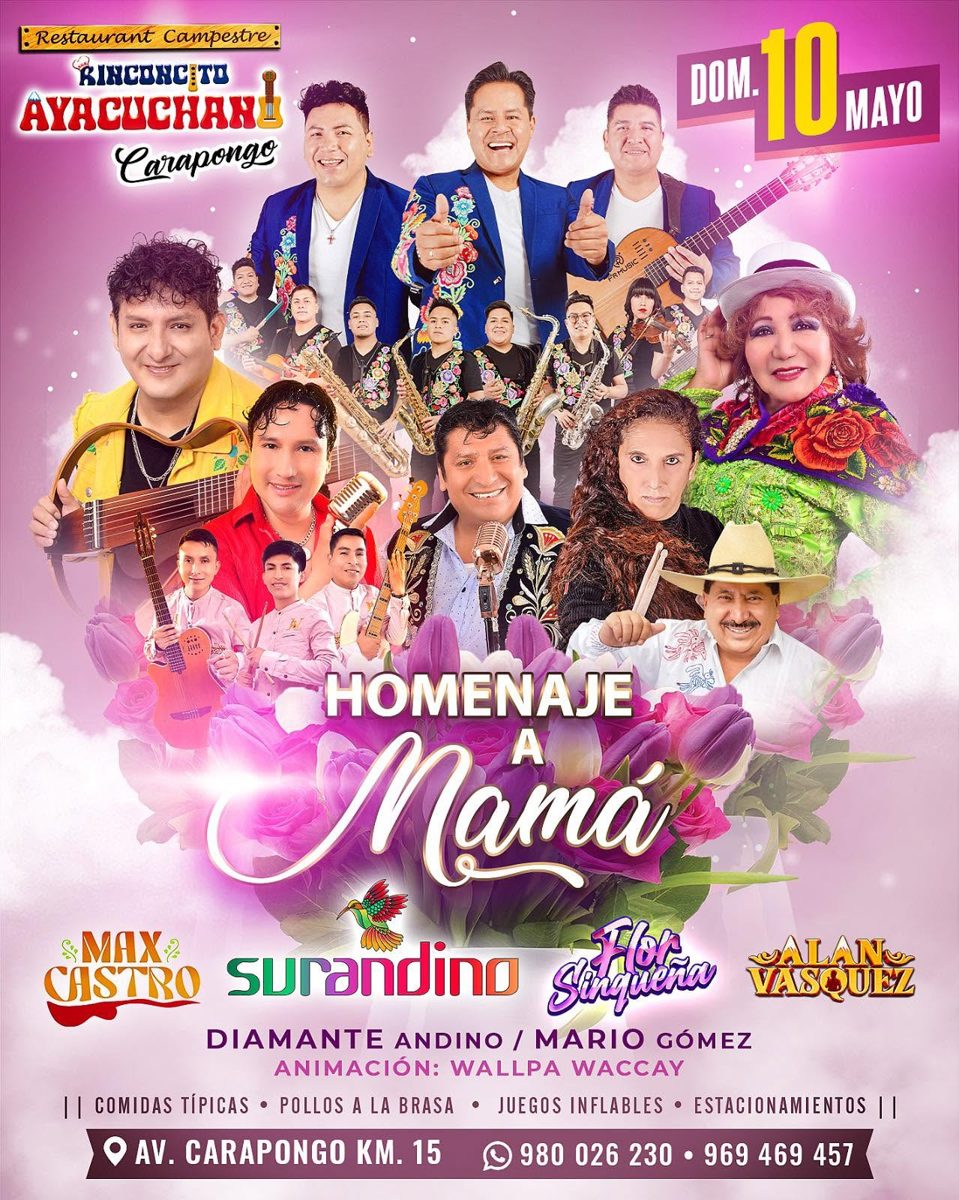 Restaurant Campestre
RINCONCITO
AYACUCHANO
Carapongo
DOM. 10 MAYO
PR MUSIC
HOMENAJE
A
Mamá
MAX
CASTRO
surandino
Flor
Sinqueña
ALAN
VASQUEZ
DIAMANTE ANDINO / MARIO GÓMEZ
ANIMACIÓN: WALLPA WACCAY
|| COMIDAS TÍPICAS • POLLOS A LA BRASA • JUEGOS INFLABLES • ESTACIONAMIENTOS ||
AV. CARAPONGO KM. 15 980 026 230 • 969 469 457